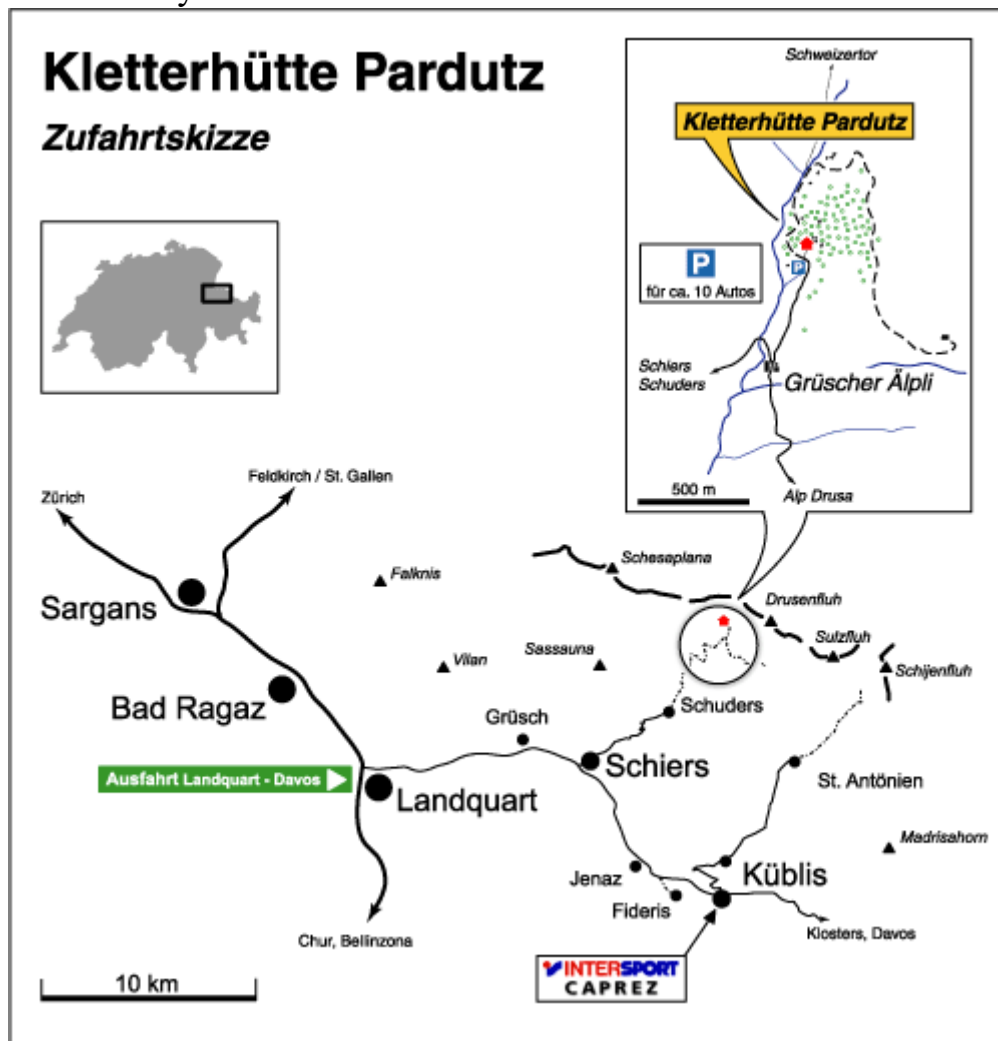 Kletterhütte Pardutz
Zufahrtskizze
Schweizertor
Kletterhütte Pardutz
P
für ca. 10 Autos
P
Schiers
Schuders
Grüscher Älpli
500 m
Alp Drusa
Feldkirch / St. Gallen
Zürich
Schesaplana
Falknis
Sargans
Drusenfluh
Sulzfluh
Vilan
Sassauna
Schijenfluh
Bad Ragaz
Schuders
Grüsch
Schiers
Ausfahrt Landquart - Davos
St. Antönien
Landquart
Madrisahorn
Jenaz
Küblis
Fideris
Klosters, Davos
Chur, Bellinzona
INTERSPORT
CAPREZ
10 km